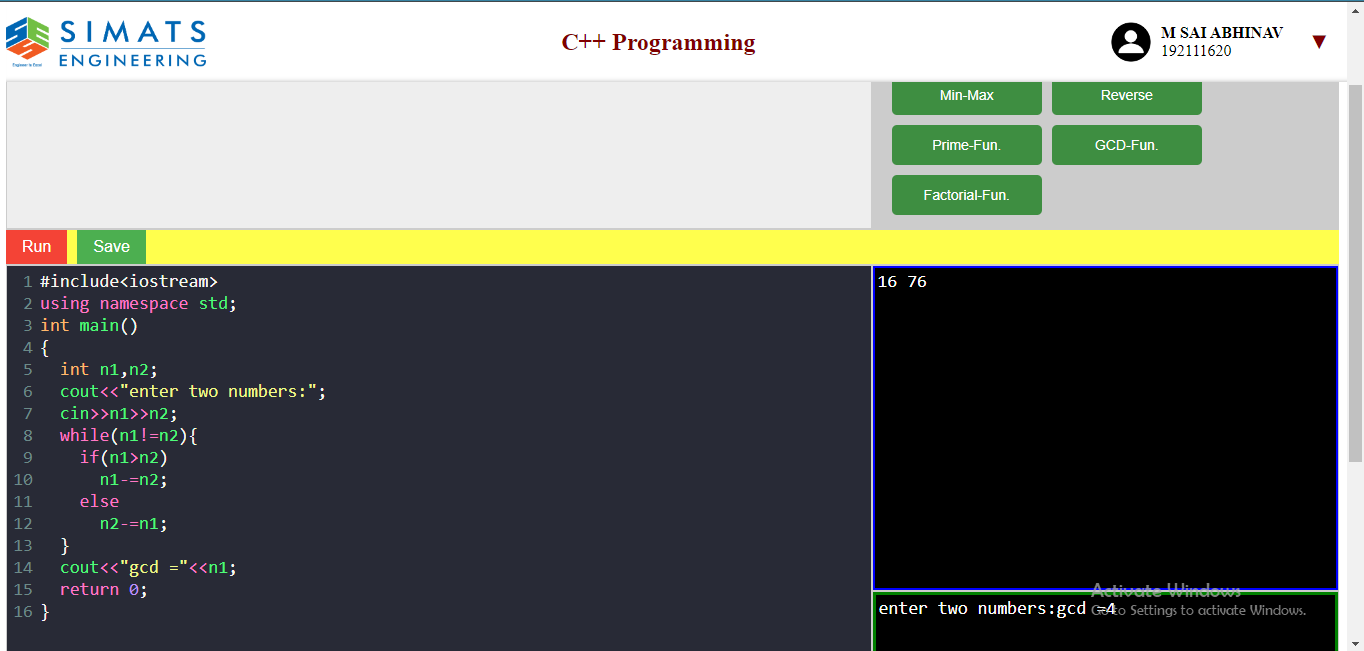 SIMATS
ENGINEERING
Engineer to Excel
C++ Programming
M SAI ABHINAV
192111620
▼
Min-Max
Reverse
Prime-Fun.
GCD-Fun.
Factorial-Fun.
Run
Save
1 #include<iostream>
2 using namespace std;
3 int main()
4 {
5   int n1,n2;
6   cout<<"enter two numbers:";
7   cin>>n1>>n2;
8   while(n1!=n2){
9     if(n1>n2)
10       n1-=n2;
11     else
12       n2-=n1;
13   }
14   cout<<"gcd ="<<n1;
15   return 0;
16 }
16 76
enter two numbers:gcd =4
Activate Windows
Go to Settings to activate Windows.